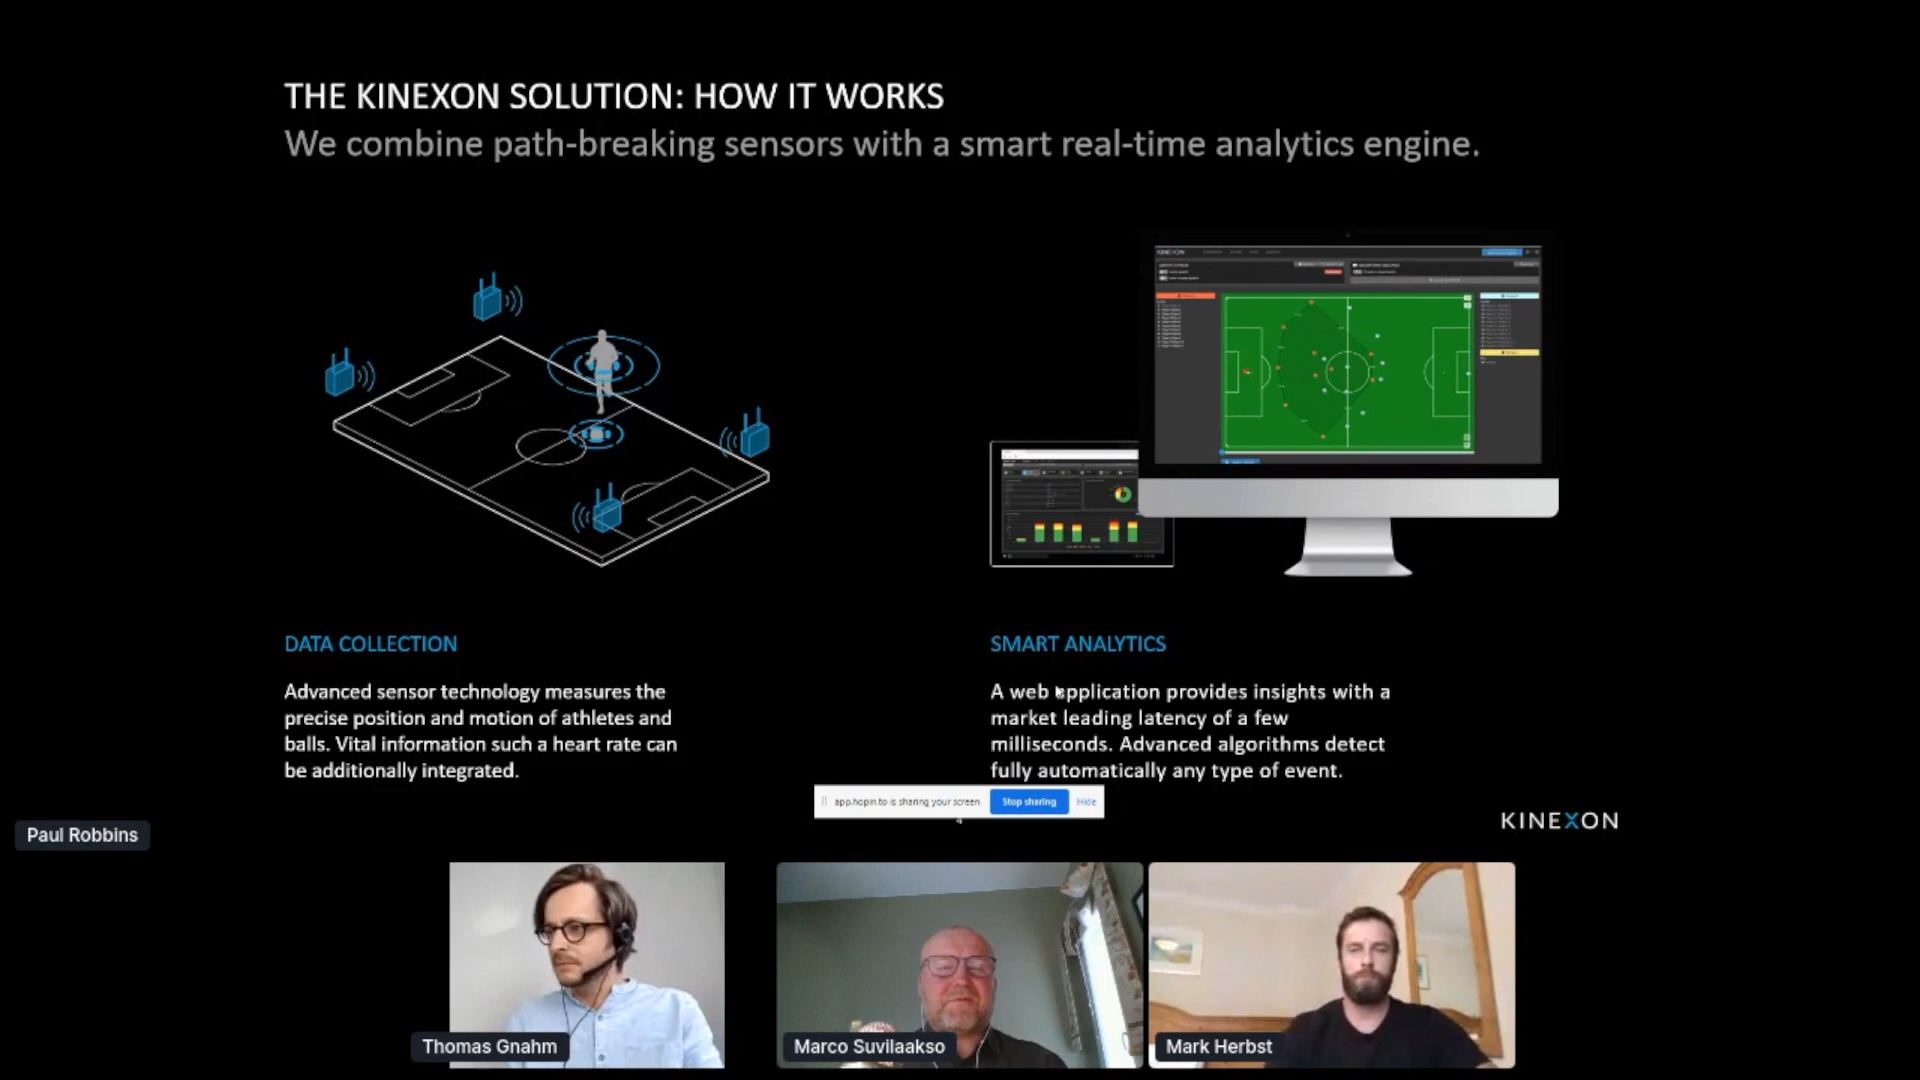 THE KINEXON SOLUTION: HOW IT WORKS
We combine path-breaking sensors with a smart real-time analytics engine.
KINEXON
DATA COLLECTION
Advanced sensor technology measures the
precise position and motion of athletes and
balls. Vital information such a heart rate can
be additionally integrated.
SMART ANALYTICS
A web application provides insights with a
market leading latency of a few
milliseconds. Advanced algorithms detect
fully automatically any type of event.
app.hopin.to is sharing your screen.
Stop sharing
Hide
4
KINEXON
Paul Robbins
Thomas Gnahm
Marco Suvilaakso
Mark Herbst